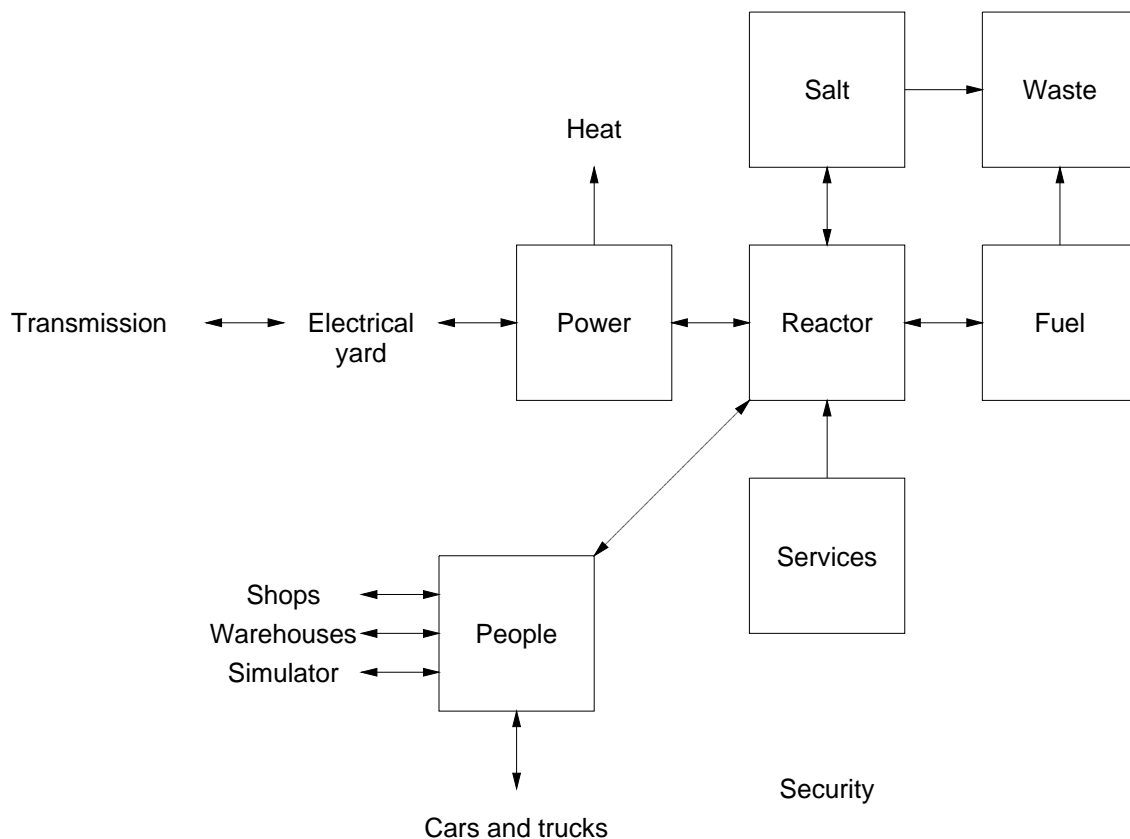 Salt
Waste
Heat
Transmission
Electrical
yard
Power
Reactor
Fuel
Services
Shops
Warehouses
Simulator
People
Security
Cars and trucks